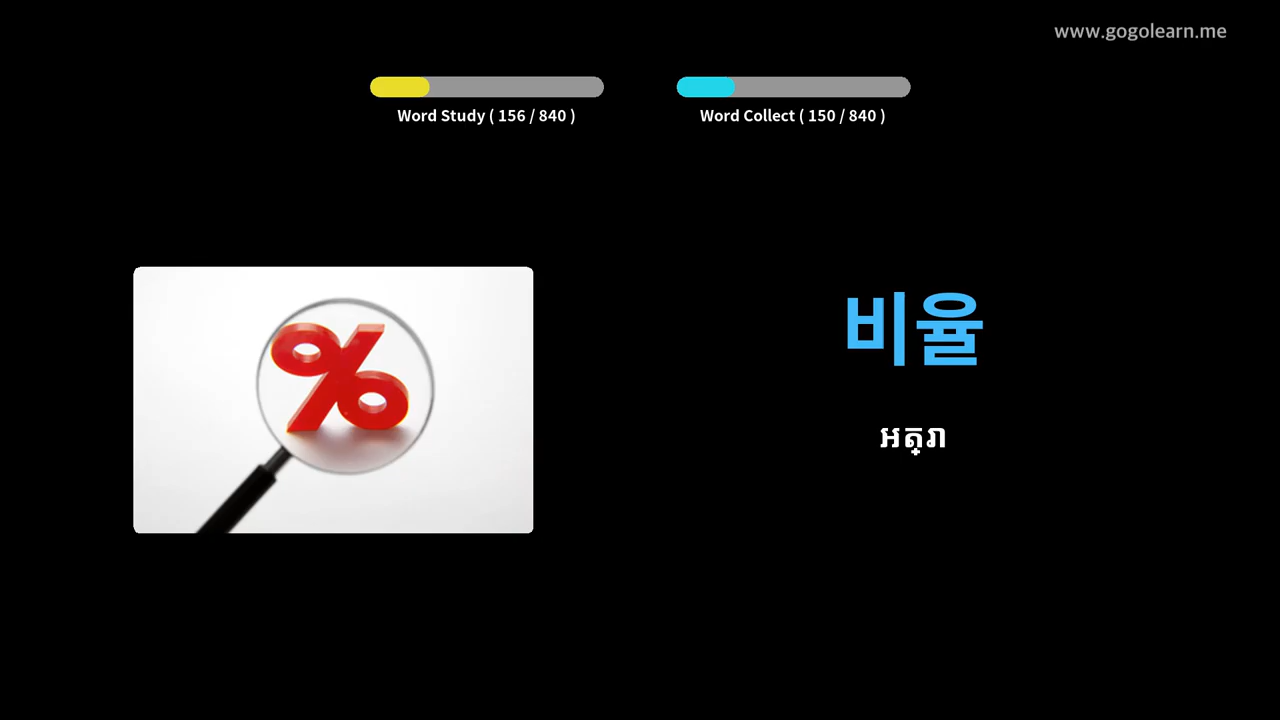 www.gogolearn.me
Word Study ( 156 / 840 )
Word Collect ( 150 / 840 )
%
비율
អត្រា